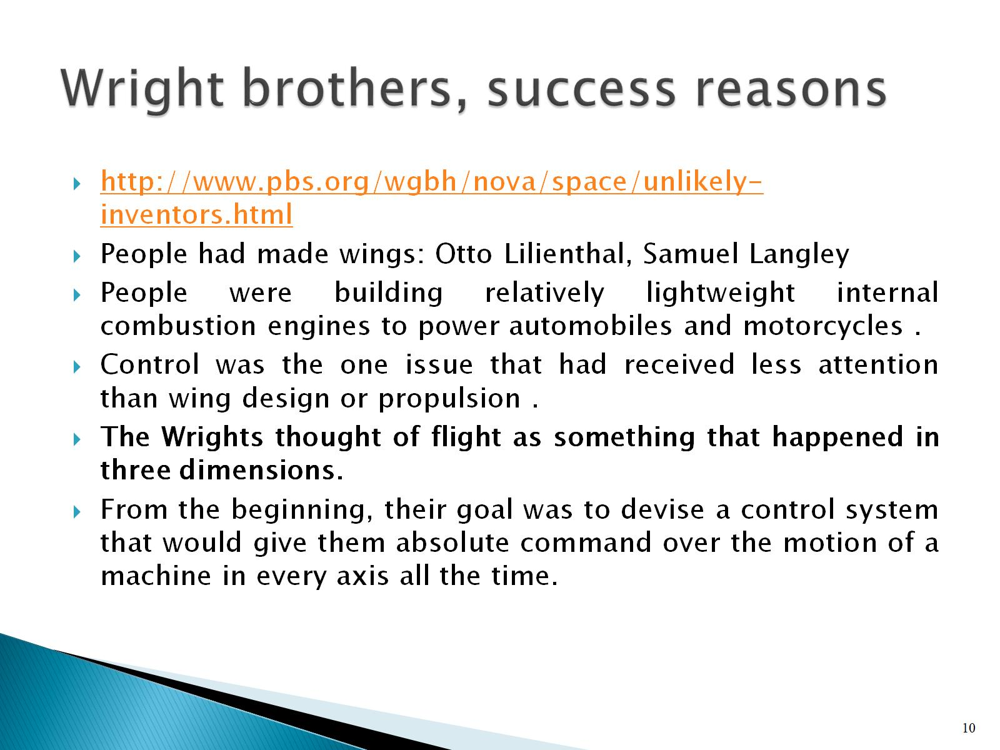 Wright brothers, success reasons
http://www.pbs.org/wgbh/nova/space/unlikely-
inventors.html
People had made wings: Otto Lilienthal, Samuel Langley
People were building relatively lightweight internal
combustion engines to power automobiles and motorcycles .
Control was the one issue that had received less attention
than wing design or propulsion .
The Wrights thought of flight as something that happened in
three dimensions.
From the beginning, their goal was to devise a control system
that would give them absolute command over the motion of a
machine in every axis all the time.
10